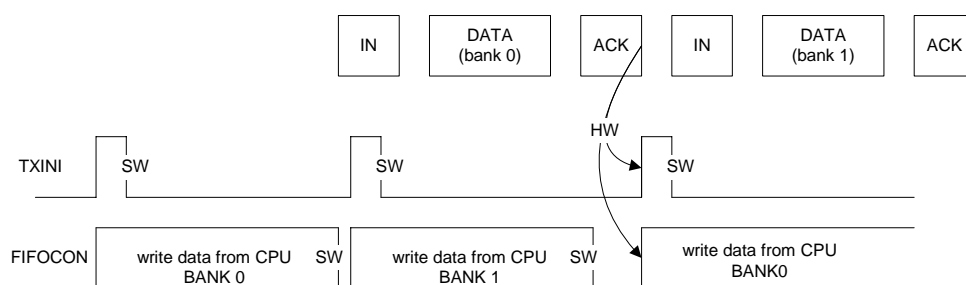 IN DATA ACK IN DATA ACK
(bank 0) (bank 1)
HW
TXINI SW SW SW
FIFOCON write data from CPU SW write data from CPU SW write data from CPU
BANK 0 BANK 1 BANK0